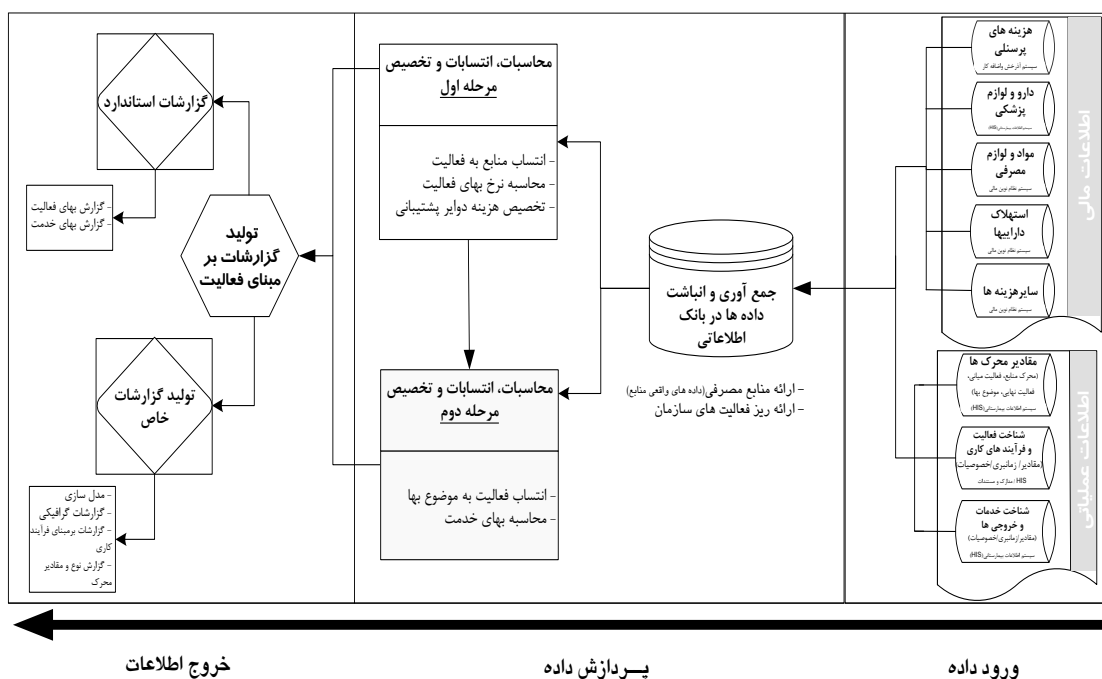 اطلاعات مالی
هزینه های
پرسنلی
سیستم آذرخش واضافه کار
دارو و لوازم
پزشکی
سیستم اطلاعات بیمارستانی(HIS)
مواد و لوازم
مصرفی
سیستم نظام نوین مالی
استهلاک
داراییها
سیستم نظام نوین مالی
سایرهزینه ها
سیستم نظام نوین مالی
اطلاعات عملیاتی
مقادیر محرک ها
(محرک منابع، فعالیت میانی،
فعالیت نهایی، موضوع بها)
سیستم اطلاعات بیمارستانی(HIS)
شناخت فعالیت
و فرآیند های کاری
(مقادیر/زمانبری/خصوصیات)
HIS / مدارک و مستندات
شناخت خدمات
و خروجی ها
(مقادیر/زمانبری/خصوصیات)
سیستم اطلاعات بیمارستانی(HIS)
جمع آوری و انباشت
داده ها در بانک
اطلاعاتی
- ارائه منابع مصرفی(داده های واقعی منابع)
- ارائه ریز فعالیت های سازمان
محاسبات، انتسابات و تخصیص
مرحله اول
- انتساب منابع به فعالیت
- محاسبه نرخ بهای فعالیت
- تخصیص هزینه دوایر پشتیبانی
محاسبات، انتسابات و تخصیص
مرحله دوم
- انتساب فعالیت به موضوع بها
- محاسبه بهای خدمت
تولید
گزارشات بر
مبنای فعالیت
گزارشات استاندارد
- گزارش بهای فعالیت
- گزارش بهای خدمت
تولید گزارشات
خاص
- مدل سازی
- گزارشات گرافیکی
- گزارشات برمبنای فرآیند
کاری
- گزارش نوع و مقادیر
محرک
ورود داده
پــردازش داده
خروج اطلاعات